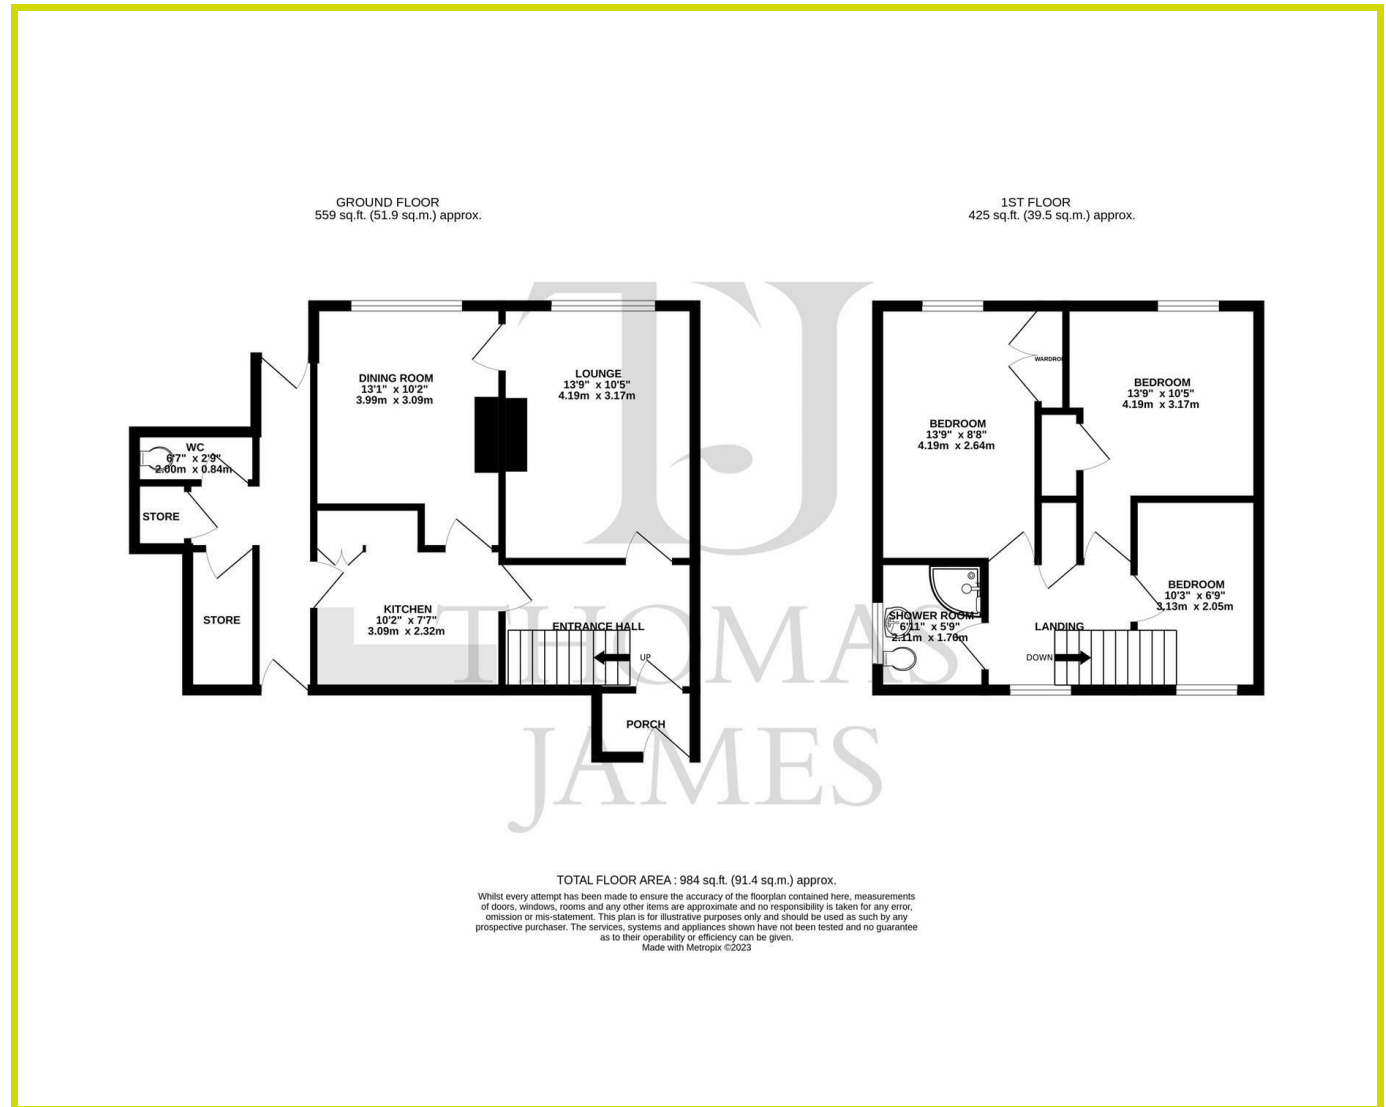 GROUND FLOOR
559 sq.ft. (51.9 sq.m.) approx.
1ST FLOOR
425 sq.ft. (39.5 sq.m.) approx.
TJ
THOMAS
JAMES
DINING ROOM
13'1" x 10'2"
3.99m x 3.09m
LOUNGE
13'9" x 10'5"
4.19m x 3.17m
WC
6'7" x 2'9"
2.00m x 0.84m
STORE
STORE
KITCHEN
10'2" x 7'7"
3.09m x 2.32m
ENTRANCE HALL
UP
PORCH
WARDROB
BEDROOM
13'9" x 10'5"
4.19m x 3.17m
BEDROOM
13'9" x 8'8"
4.19m x 2.64m
BEDROOM
10'3" x 6'9"
3.13m x 2.05m
SHOWER ROOM
6'11" x 5'9"
2.11m x 1.76m
LANDING
DOWN
TOTAL FLOOR AREA : 984 sq.ft. (91.4 sq.m.) approx.
Whilst every attempt has been made to ensure the accuracy of the floorplan contained here, measurements
of doors, windows, rooms and any other items are approximate and no responsibility is taken for any error,
omission or mis-statement. This plan is for illustrative purposes only and should be used as such by any
prospective purchaser. The services, systems and appliances shown have not been tested and no guarantee
as to their operability or efficiency can be given.
Made with Metropix ©2023